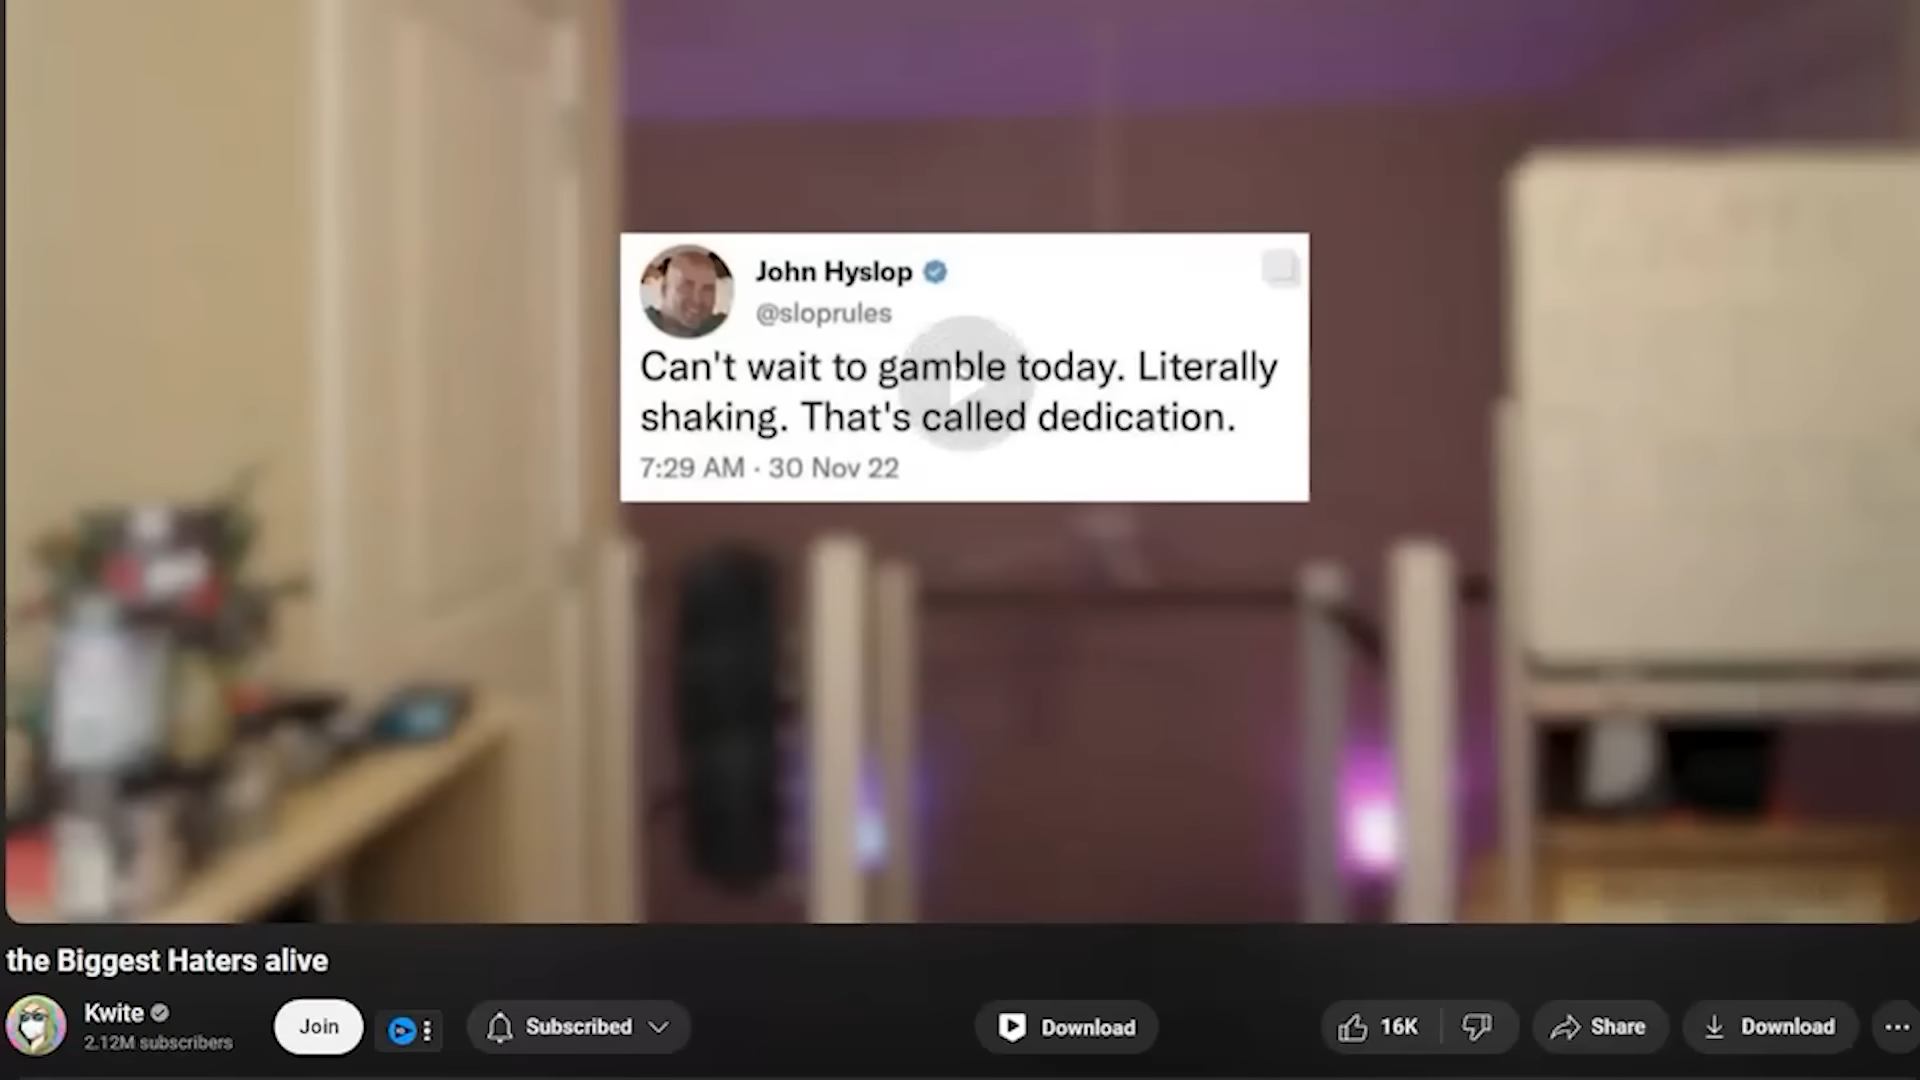 John Hyslop
@sloprules
Can't wait to gamble today. Literally
shaking. That's called dedication.
7:29 AM · 30 Nov 22
the Biggest Haters alive
Kwite
2.12M subscribers
Join
Subscribed
Download
16K
Share
Download